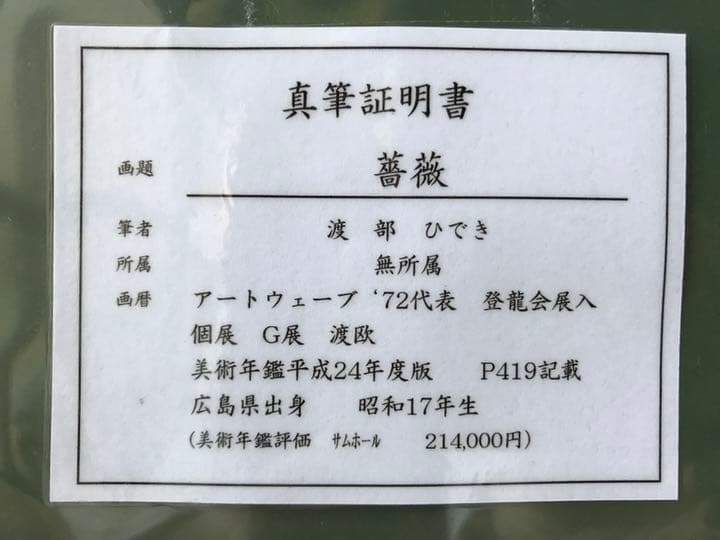 真筆証明書
画題 薔薇
筆者 渡 部 ひでき
所属 無所属
画暦 アートウェーブ ‘72代表 登龍会展入
個展 G展 渡欧
美術年鑑平成24年度版 P419記載
広島県出身 昭和17年生
(美術年鑑評価 ｻﾑﾎｰﾙ 214,000円)